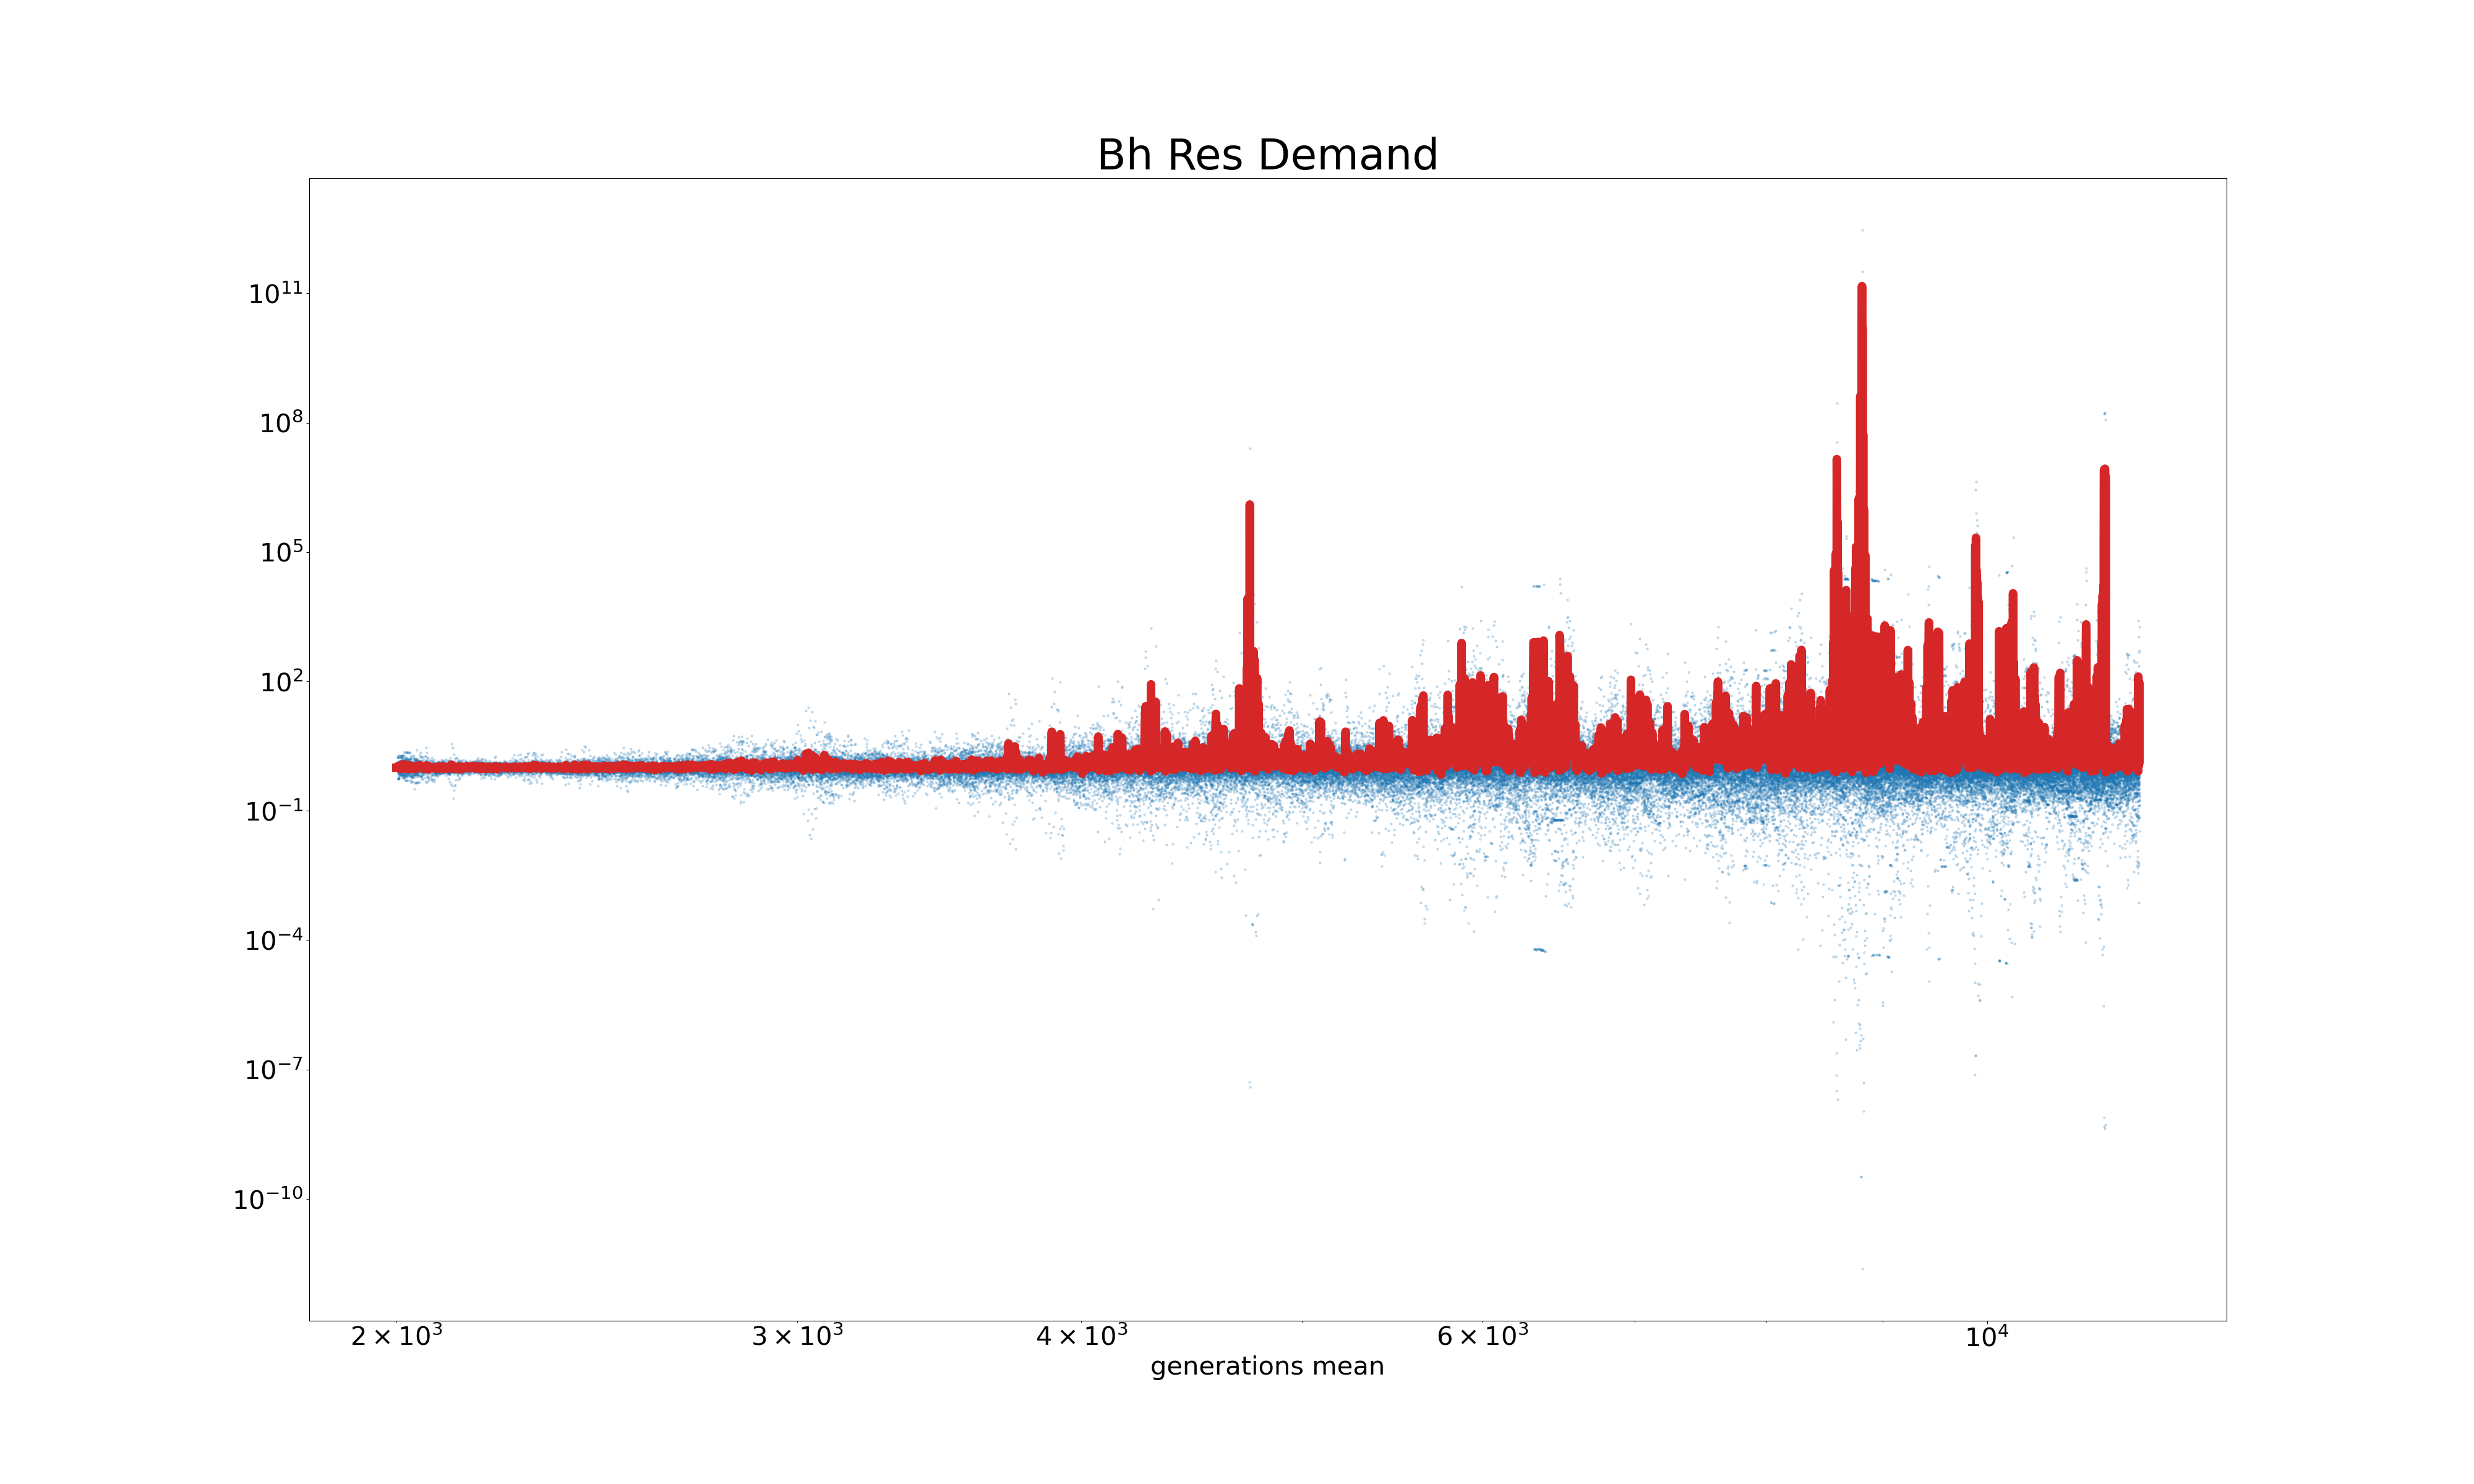 Bh Res Demand
10¹¹
10⁸
10⁵
10²
10⁻¹
10⁻⁴
10⁻⁷
10⁻¹⁰
2 × 10³ 3 × 10³ 4 × 10³ 6 × 10³ 10⁴
generations mean